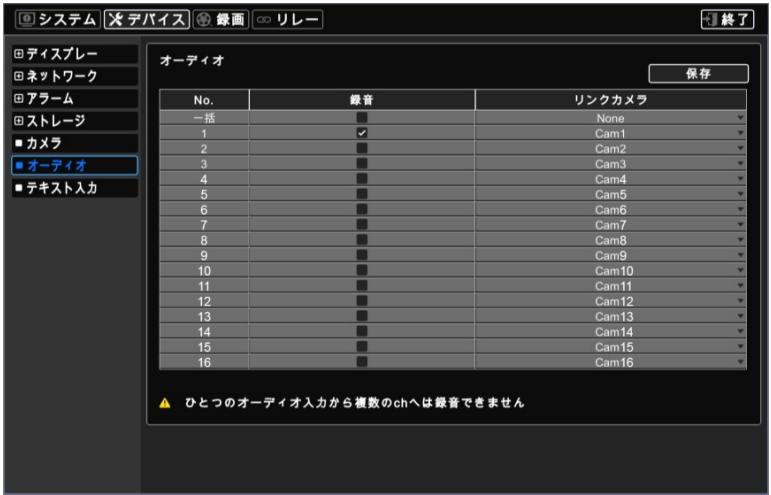 システム デバイス 録画 リレー 終了
ディスプレー
ネットワーク
アラーム
ストレージ
カメラ
オーディオ
テキスト入力
オーディオ
保存
No. 録音 リンクカメラ
一括 None
1 Cam1
2 Cam2
3 Cam3
4 Cam4
5 Cam5
6 Cam6
7 Cam7
8 Cam8
9 Cam9
10 Cam10
11 Cam11
12 Cam12
13 Cam13
14 Cam14
15 Cam15
16 Cam16
ひとつのオーディオ入力から複数のchへは録音できません